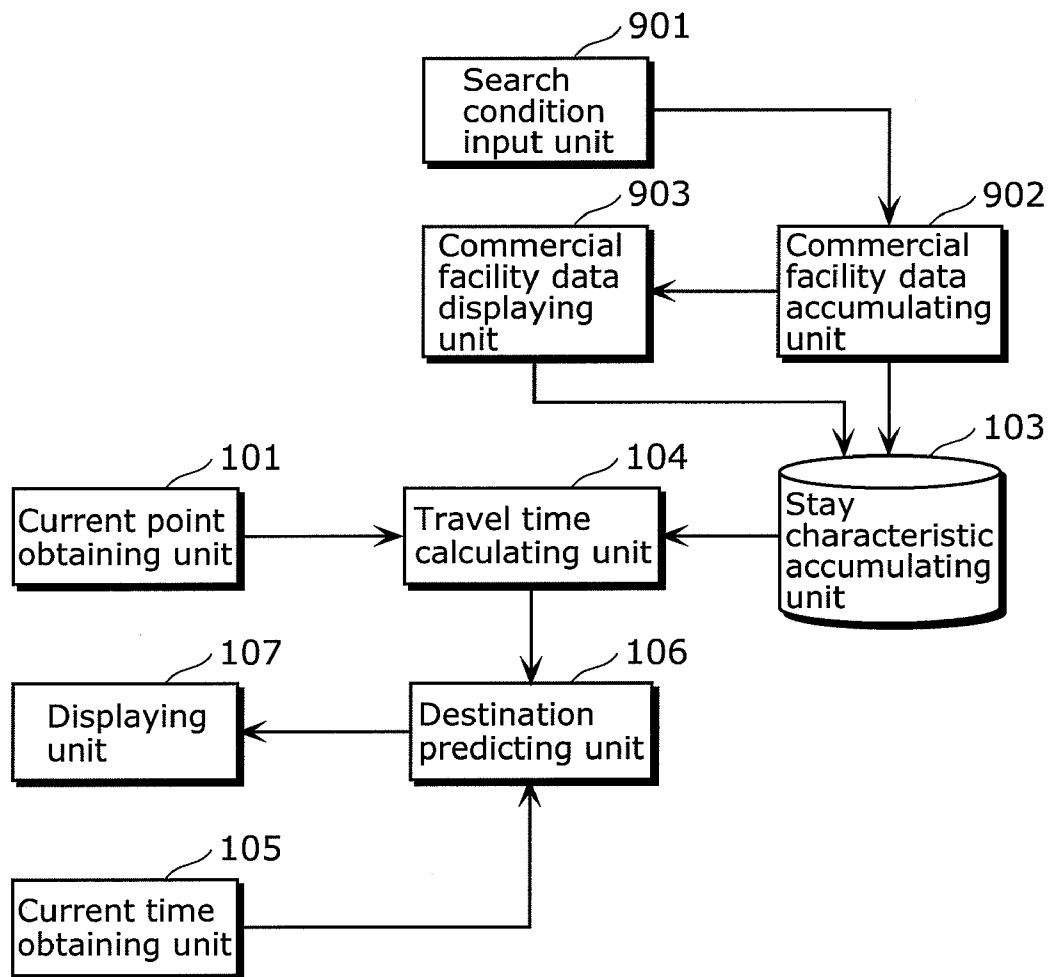 901
Search
condition
input unit
903
902
Commercial
facility data
displaying
unit
Commercial
facility data
accumulating
unit
101
104
103
Current point
obtaining unit
Travel time
calculating unit
Stay
characteristic
accumulating
unit
107
106
Displaying
unit
Destination
predicting unit
105
Current time
obtaining unit